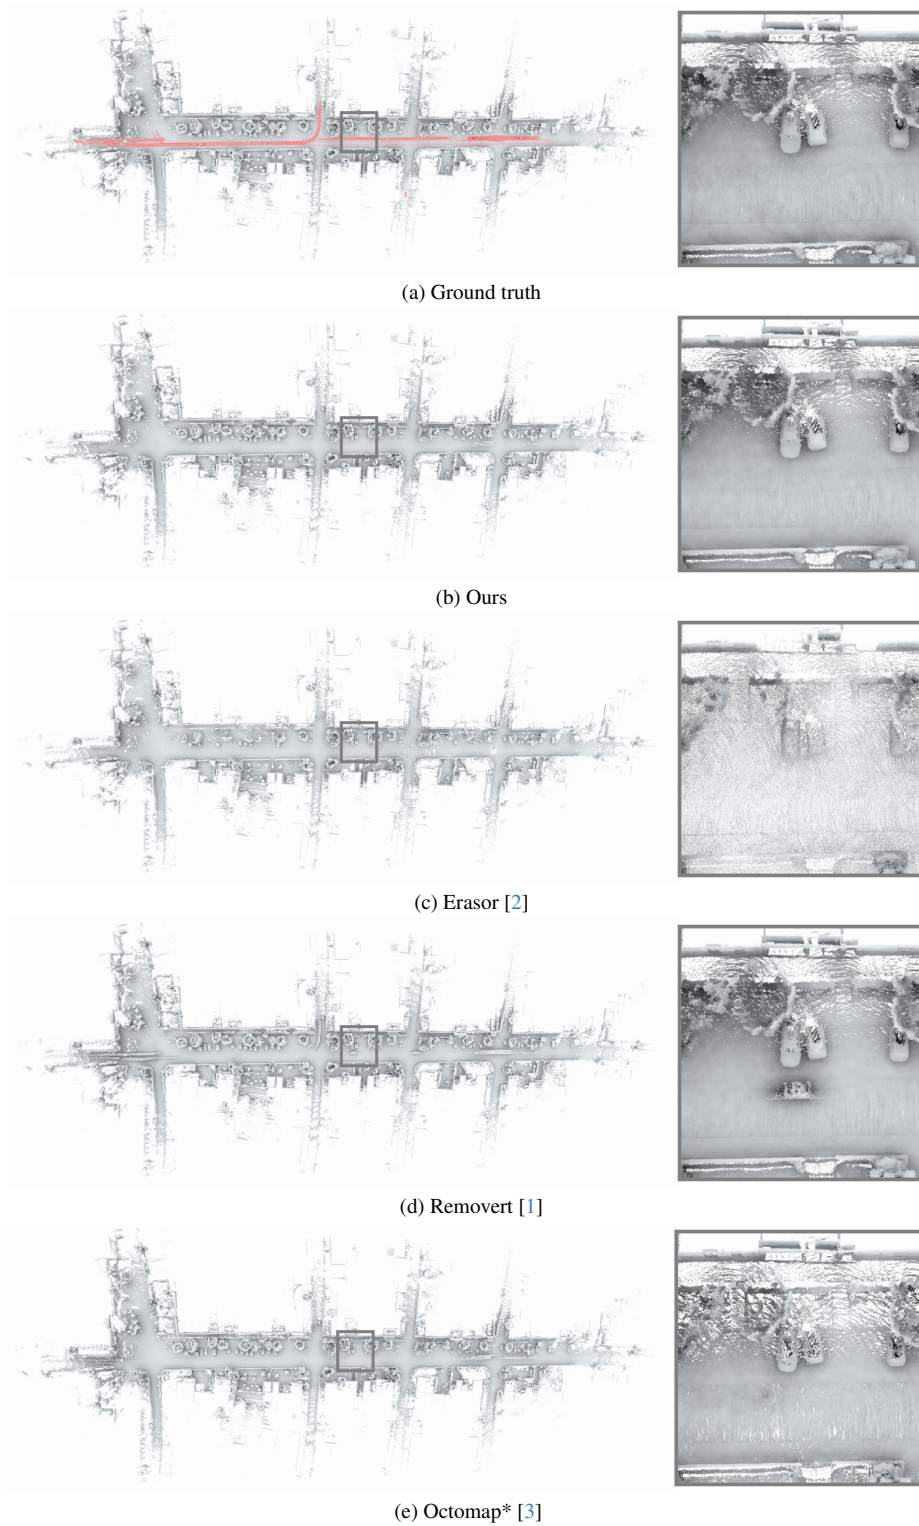 (a) Ground truth
(b) Ours
(c) Erasor [2]
(d) Removert [1]
(e) Octomap* [3]